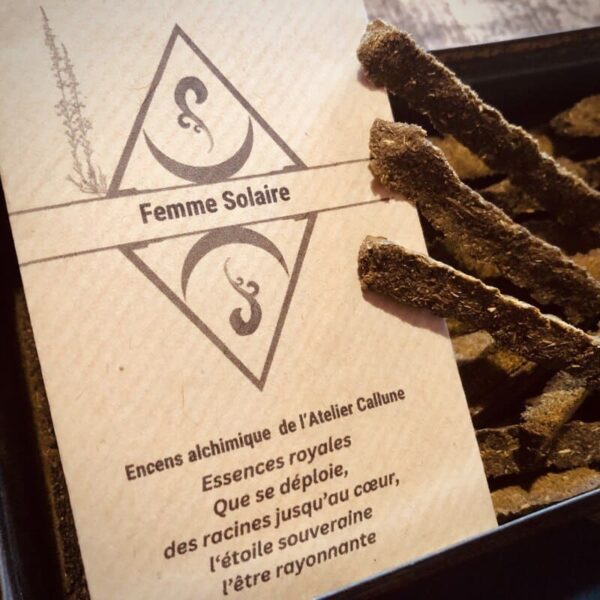 Femme Solaire
Encens alchimique de l'Atelier Callune
Essences royales
Que se déploie,
des racines jusqu'au cœur,
l'étoile souveraine
l'être rayonnante